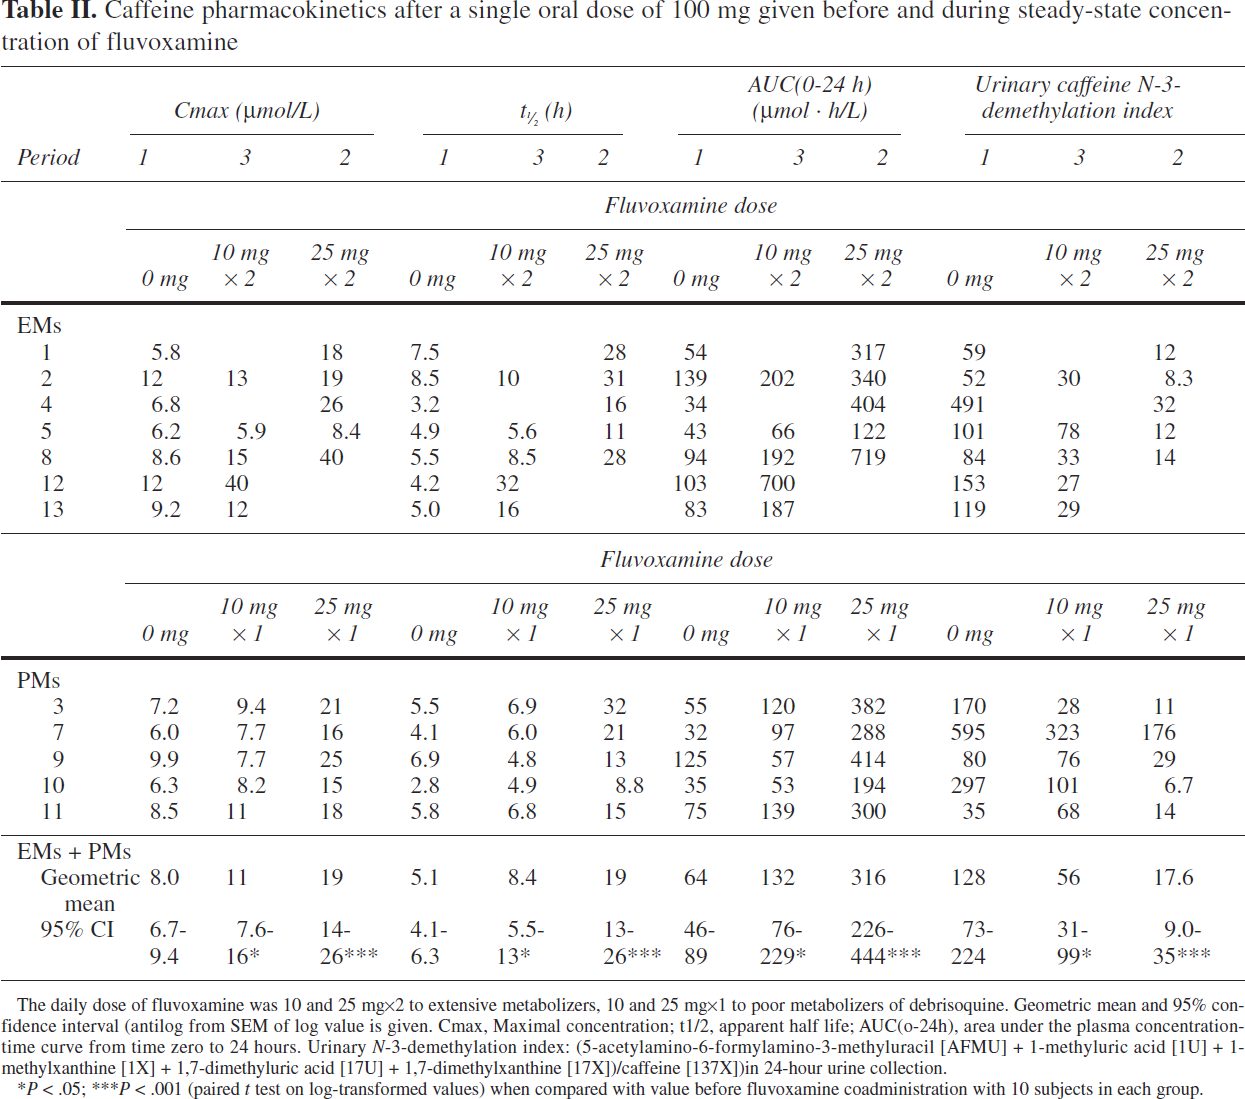 Table II. Caffeine pharmacokinetics after a single oral dose of 100 mg given before and during steady-state concen-
tration of fluvoxamine
AUC(0-24 h) Urinary caffeine N-3-
Cmax (μmol/L) t½ (h) (μmol · h/L) demethylation index
Period 1 3 2 1 3 2 1 3 2 1 3 2
Fluvoxamine dose
10 mg 25 mg 10 mg 25 mg 10 mg 25 mg 10 mg 25 mg
0 mg × 2 × 2 0 mg × 2 × 2 0 mg × 2 × 2 0 mg × 2 × 2
EMs
1 5.8 18 7.5 28 54 317 59 12
2 12 13 19 8.5 10 31 139 202 340 52 30 8.3
4 6.8 26 3.2 16 34 404 491 32
5 6.2 5.9 8.4 4.9 5.6 11 43 66 122 101 78 12
8 8.6 15 40 5.5 8.5 28 94 192 719 84 33 14
12 12 40 4.2 32 103 700 153 27
13 9.2 12 5.0 16 83 187 119 29
Fluvoxamine dose
10 mg 25 mg 10 mg 25 mg 10 mg 25 mg 10 mg 25 mg
0 mg × 1 × 1 0 mg × 1 × 1 0 mg × 1 × 1 0 mg × 1 × 1
PMs
3 7.2 9.4 21 5.5 6.9 32 55 120 382 170 28 11
7 6.0 7.7 16 4.1 6.0 21 32 97 288 595 323 176
9 9.9 7.7 25 6.9 4.8 13 125 57 414 80 76 29
10 6.3 8.2 15 2.8 4.9 8.8 35 53 194 297 101 6.7
11 8.5 11 18 5.8 6.8 15 75 139 300 35 68 14
EMs + PMs
Geometric 8.0 11 19 5.1 8.4 19 64 132 316 128 56 17.6
mean
95% CI 6.7- 7.6- 14- 4.1- 5.5- 13- 46- 76- 226- 73- 31- 9.0-
9.4 16* 26*** 6.3 13* 26*** 89 229* 444*** 224 99* 35***
The daily dose of fluvoxamine was 10 and 25 mg×2 to extensive metabolizers, 10 and 25 mg×1 to poor metabolizers of debrisoquine. Geometric mean and 95% con-
fidence interval (antilog from SEM of log value is given. Cmax, Maximal concentration; t1/2, apparent half life; AUC(o-24h), area under the plasma concentration-
time curve from time zero to 24 hours. Urinary N-3-demethylation index: (5-acetylamino-6-formylamino-3-methyluracil [AFMU] + 1-methyluric acid [1U] + 1-
methylxanthine [1X] + 1,7-dimethyluric acid [17U] + 1,7-dimethylxanthine [17X])/caffeine [137X])in 24-hour urine collection.
*P < .05; ***P < .001 (paired t test on log-transformed values) when compared with value before fluvoxamine coadministration with 10 subjects in each group.